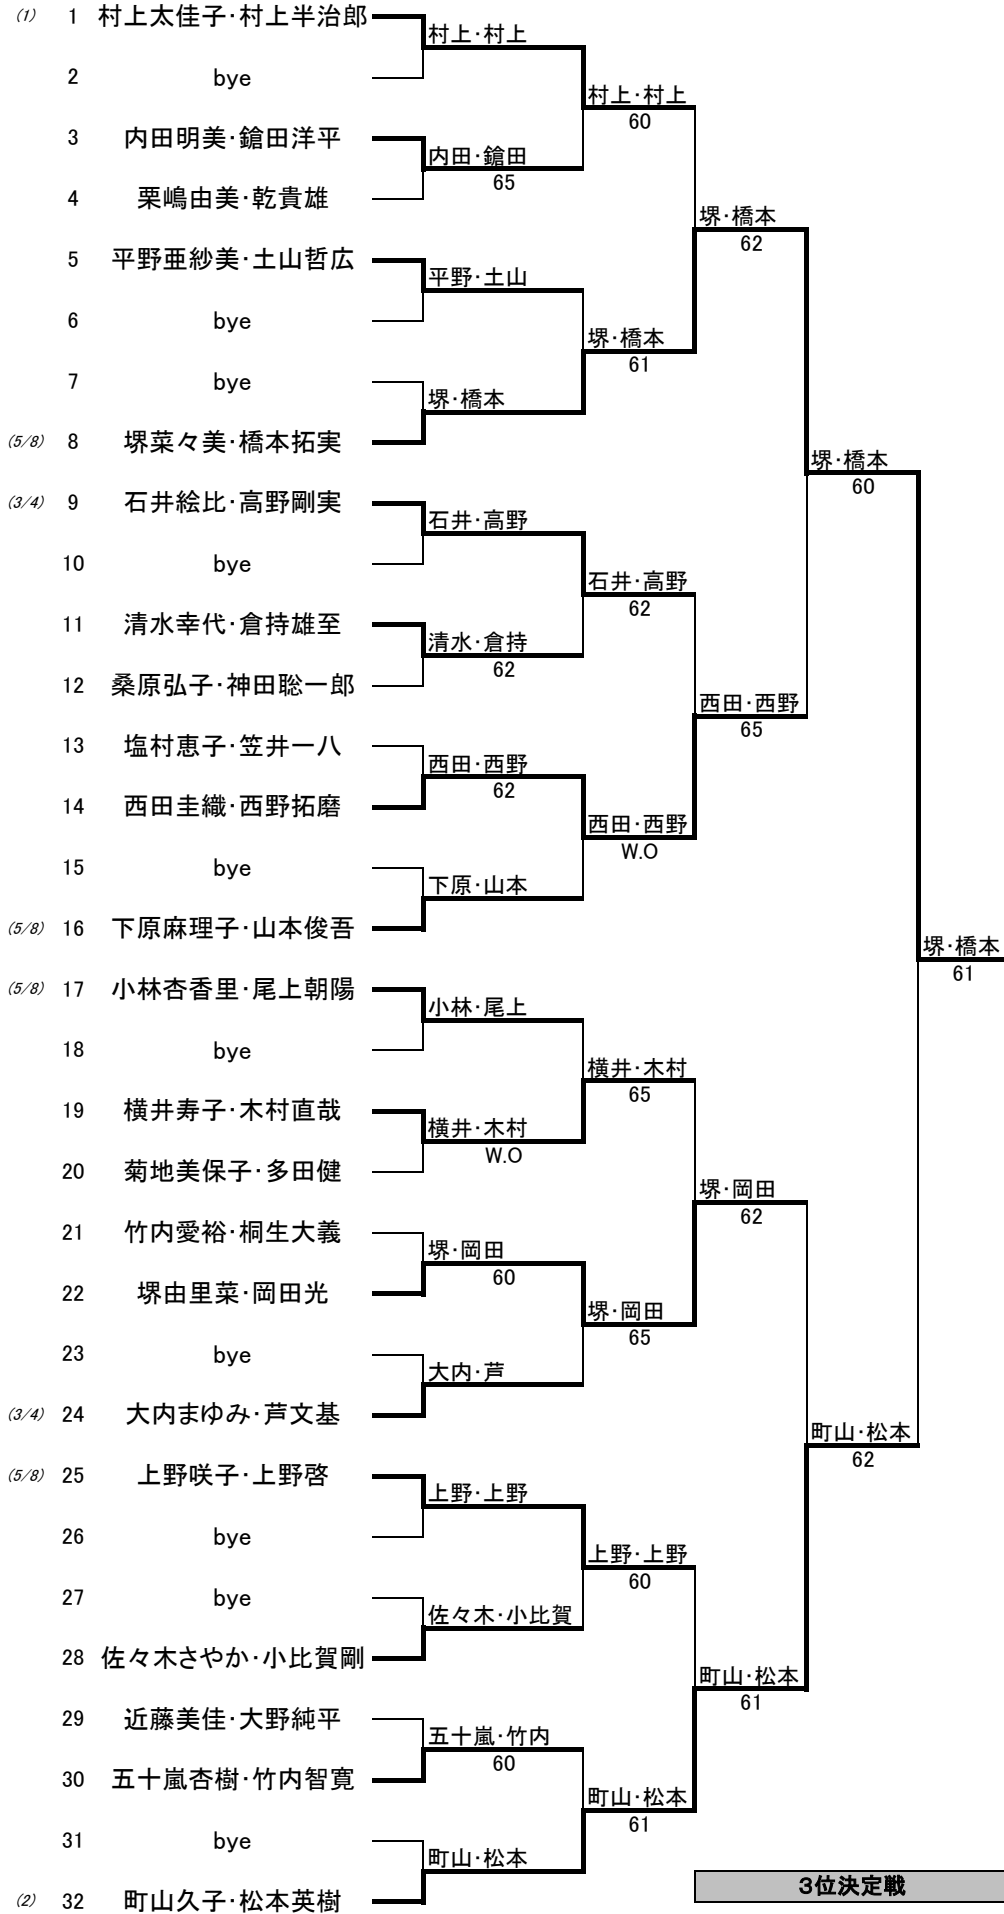 (1) 1 村上太佳子・村上半治郎
村上・村上
2 bye
村上・村上
60
3 内田明美・鎗田洋平
内田・鎗田
65
4 栗嶋由美・乾貴雄
堺・橋本
62
5 平野亜紗美・土山哲広
平野・土山
6 bye
堺・橋本
61
7 bye
堺・橋本
(5/8) 8 堺菜々美・橋本拓実
堺・橋本
60
(3/4) 9 石井絵比・高野剛実
石井・高野
10 bye
石井・高野
62
11 清水幸代・倉持雄至
清水・倉持
62
12 桑原弘子・神田聡一郎
西田・西野
65
13 塩村恵子・笠井一八
西田・西野
62
14 西田圭織・西野拓磨
西田・西野
W.O
15 bye
下原・山本
(5/8) 16 下原麻理子・山本俊吾
堺・橋本
61
(5/8) 17 小林杏香里・尾上朝陽
小林・尾上
18 bye
横井・木村
65
19 横井寿子・木村直哉
横井・木村
W.O
20 菊地美保子・多田健
堺・岡田
62
21 竹内愛裕・桐生大義
堺・岡田
60
22 堺由里菜・岡田光
堺・岡田
65
23 bye
大内・芦
(3/4) 24 大内まゆみ・芦文基
町山・松本
62
(5/8) 25 上野咲子・上野啓
上野・上野
26 bye
上野・上野
60
27 bye
佐々木・小比賀
28 佐々木さやか・小比賀剛
町山・松本
61
29 近藤美佳・大野純平
五十嵐・竹内
60
30 五十嵐杏樹・竹内智寛
町山・松本
61
31 bye
町山・松本
(2) 32 町山久子・松本英樹
3位決定戦